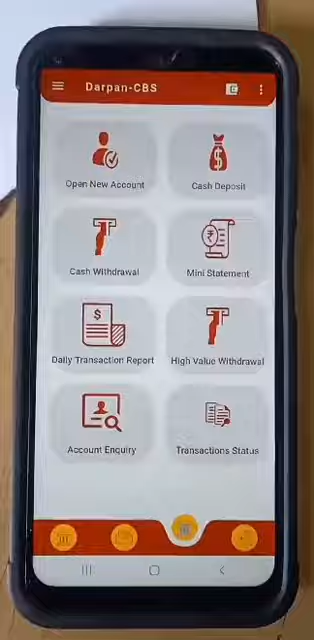 Darpan-CBS
Open New Account
Cash Deposit
Cash Withdrawal
Mini Statement
Daily Transaction Report
High Value Withdrawal
Account Enquiry
Transactions Status